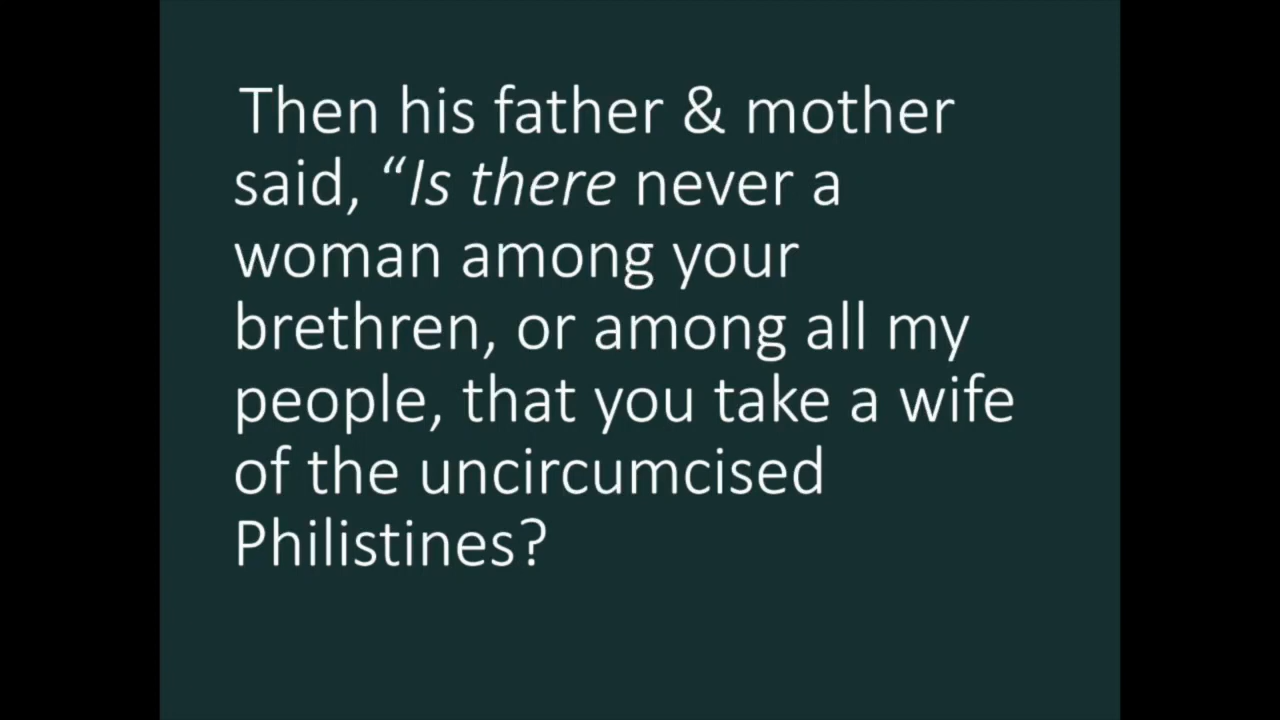 Then his father & mother
said, “Is there never a
woman among your
brethren, or among all my
people, that you take a wife
of the uncircumcised
Philistines?